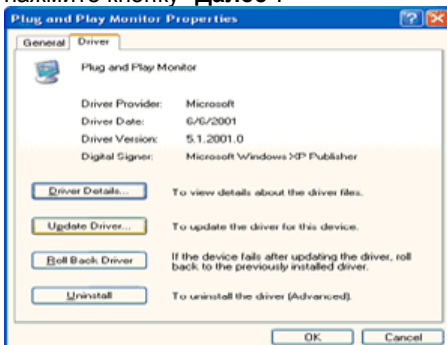 нажмите кнопку "Далее".
Plug and Play Monitor Properties
General Driver
Plug and Play Monitor
Driver Provider: Microsoft
Driver Date: 6/6/2001
Driver Version: 5.1.2001.0
Digital Signer: Microsoft Windows XP Publisher
Driver Details... To view details about the driver files.
Update Driver... To update the driver for this device.
Roll Back Driver If the device fails after updating the driver, roll
back to the previously installed driver.
Uninstall To uninstall the driver (Advanced).
OK Cancel